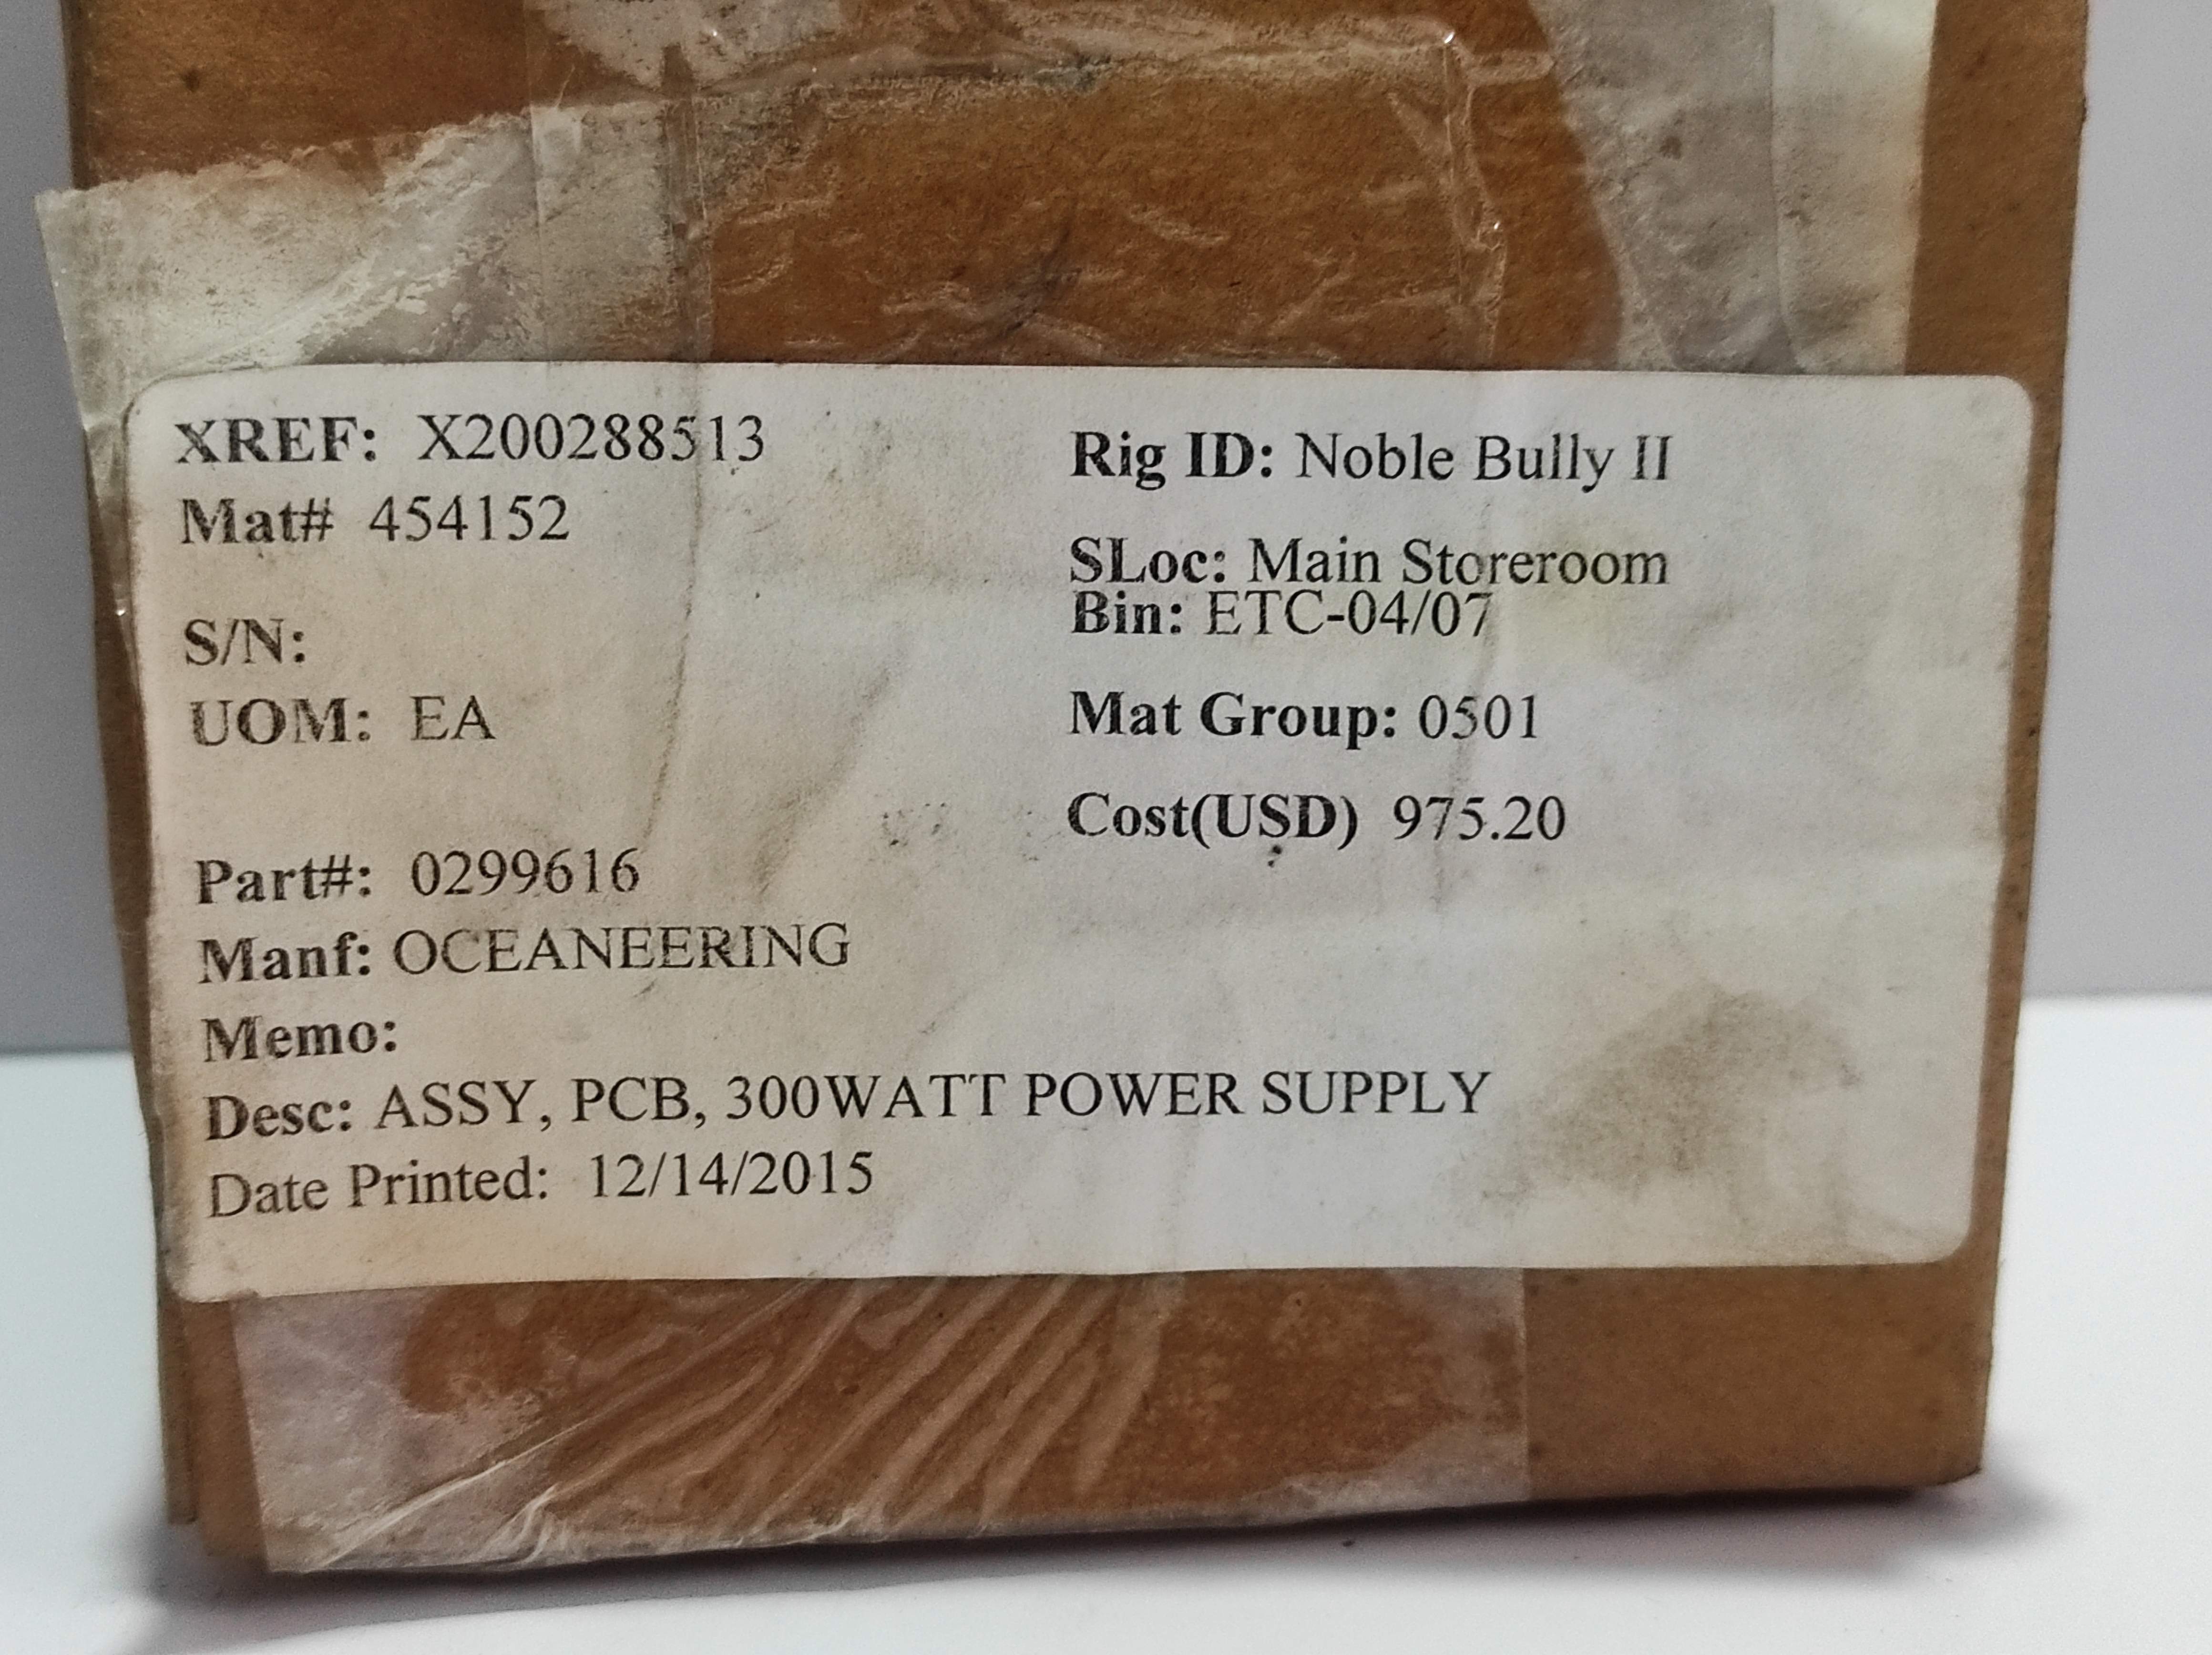 XREF: X200288513
Mat# 454152
S/N:
UOM: EA
Part#: 0299616
Manf: OCEANEERING
Memo:
Desc: ASSY, PCB, 300WATT POWER SUPPLY
Date Printed: 12/14/2015
Rig ID: Noble Bully II
SLoc: Main Storeroom
Bin: ETC-04/07
Mat Group: 0501
Cost(USD) 975.20